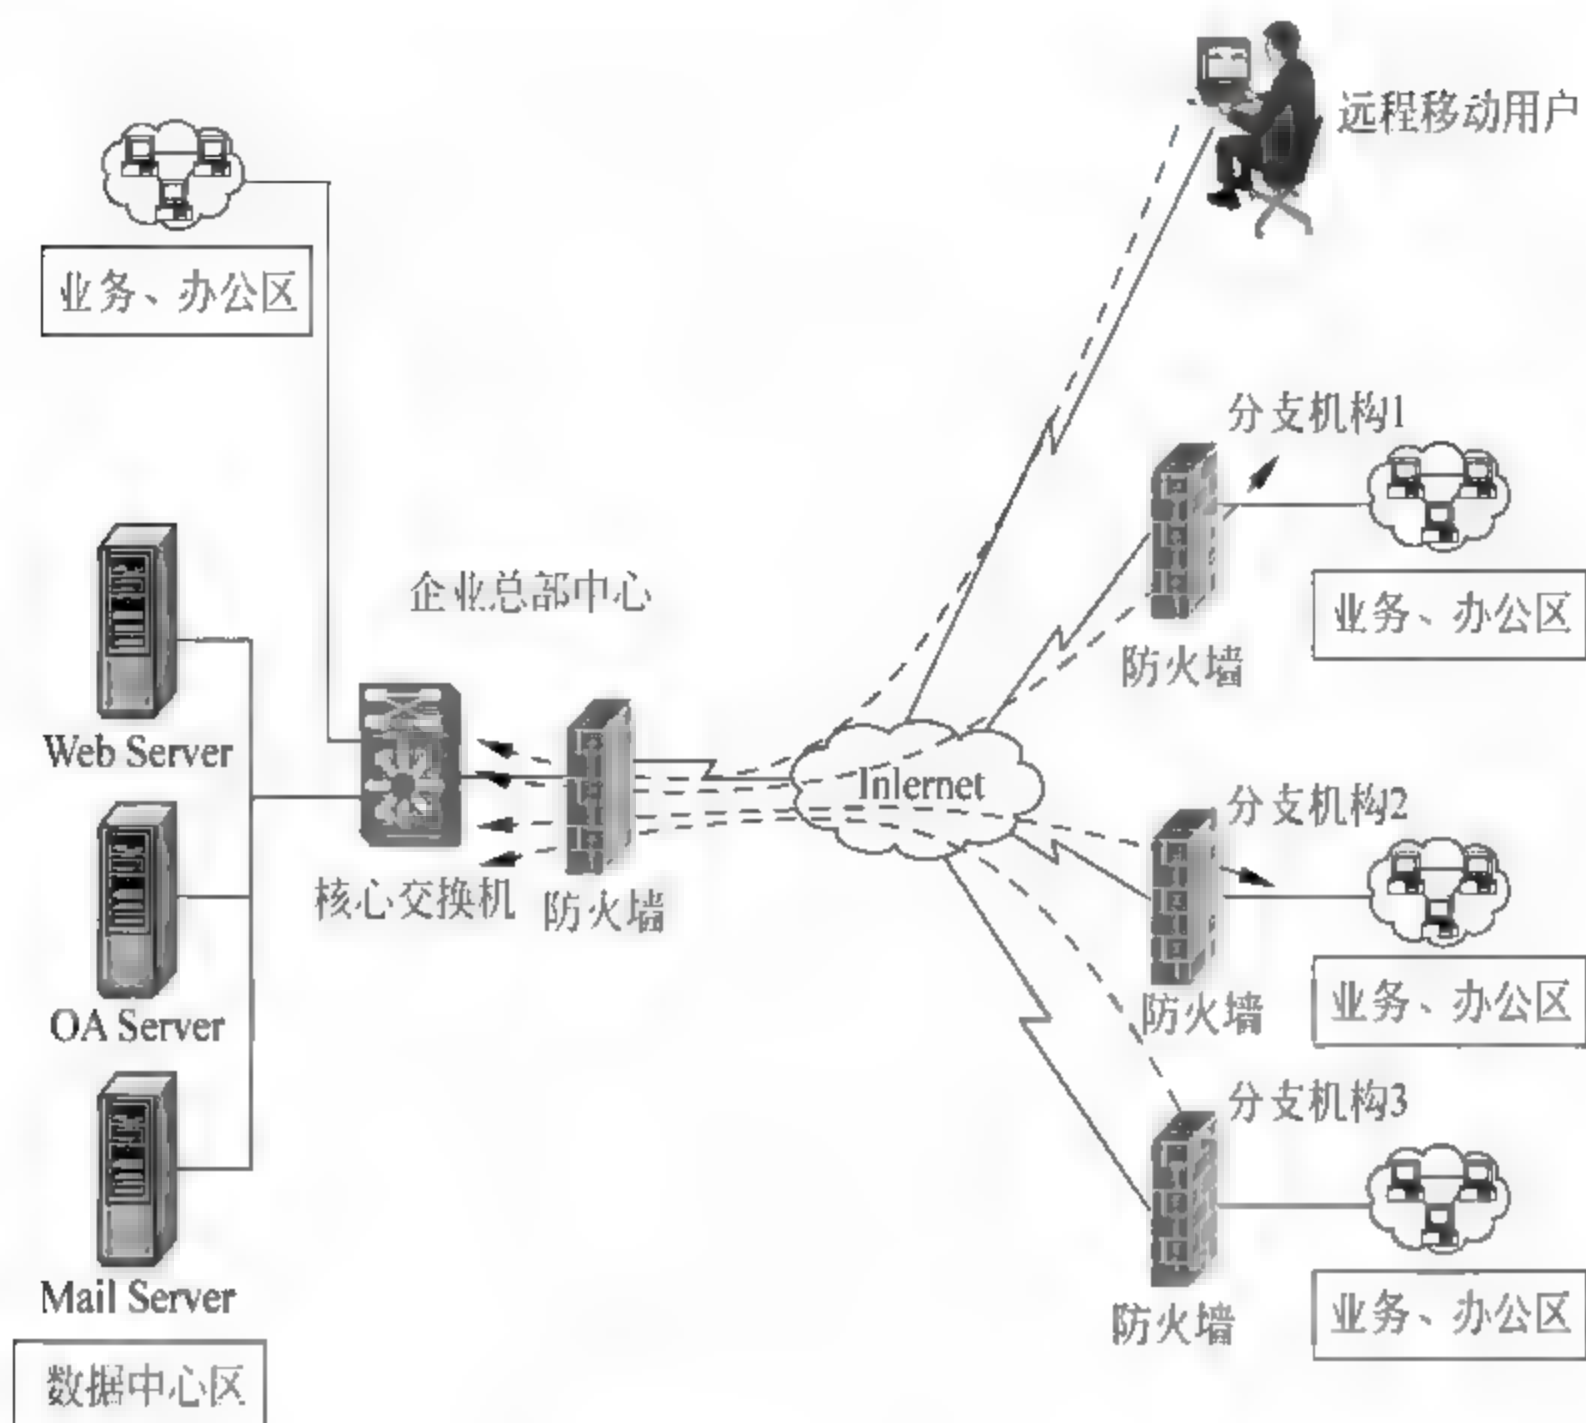 远程移动用户
业务、办公区
分支机构1
企业总部中心
业务、办公区
防火墙
Web Server
Inlernet
分支机构2
核心交换机
防火墙
业务、办公区
防火墙
OA Server
分支机构3
Mail Server
防火墙
业务、办公区
数据中心区